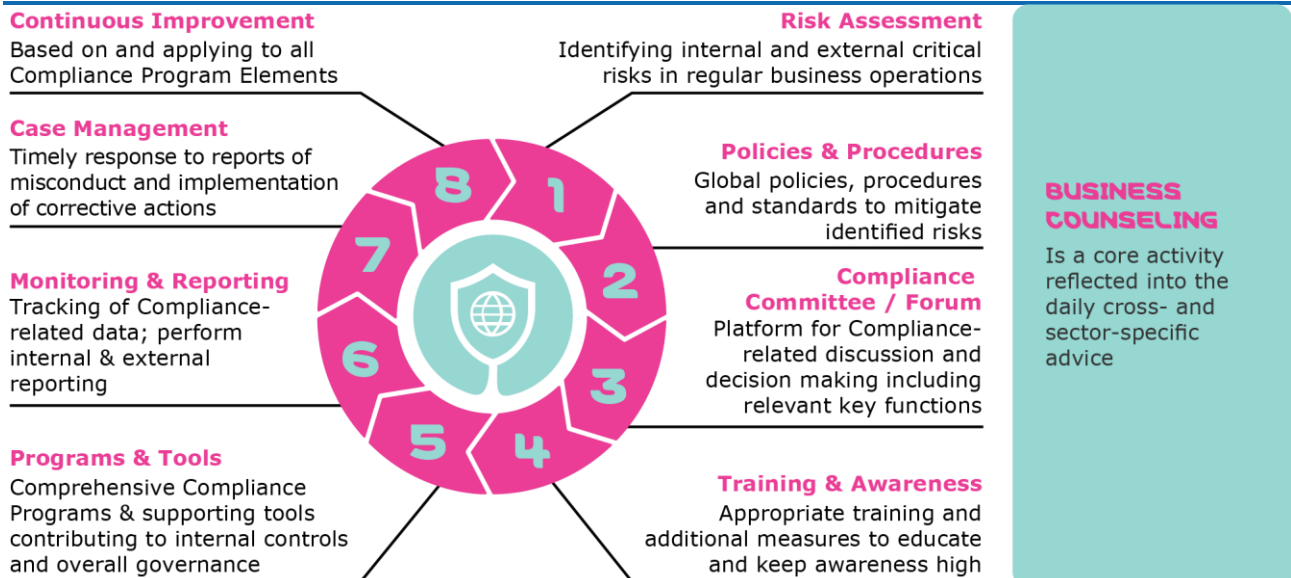 Continuous Improvement
Based on and applying to all
Compliance Program Elements
Case Management
Timely response to reports of
misconduct and implementation
of corrective actions
Monitoring & Reporting
Tracking of Compliance-
related data; perform
internal & external
reporting
Programs & Tools
Comprehensive Compliance
Programs & supporting tools
contributing to internal controls
and overall governance
8
1
7
2
6
3
5
4
Risk Assessment
Identifying internal and external critical
risks in regular business operations
Policies & Procedures
Global policies, procedures
and standards to mitigate
identified risks
Compliance
Committee / Forum
Platform for Compliance-
related discussion and
decision making including
relevant key functions
Training & Awareness
Appropriate training and
additional measures to educate
and keep awareness high
BUSINESS
COUNSELING
Is a core activity
reflected into the
daily cross- and
sector-specific
advice